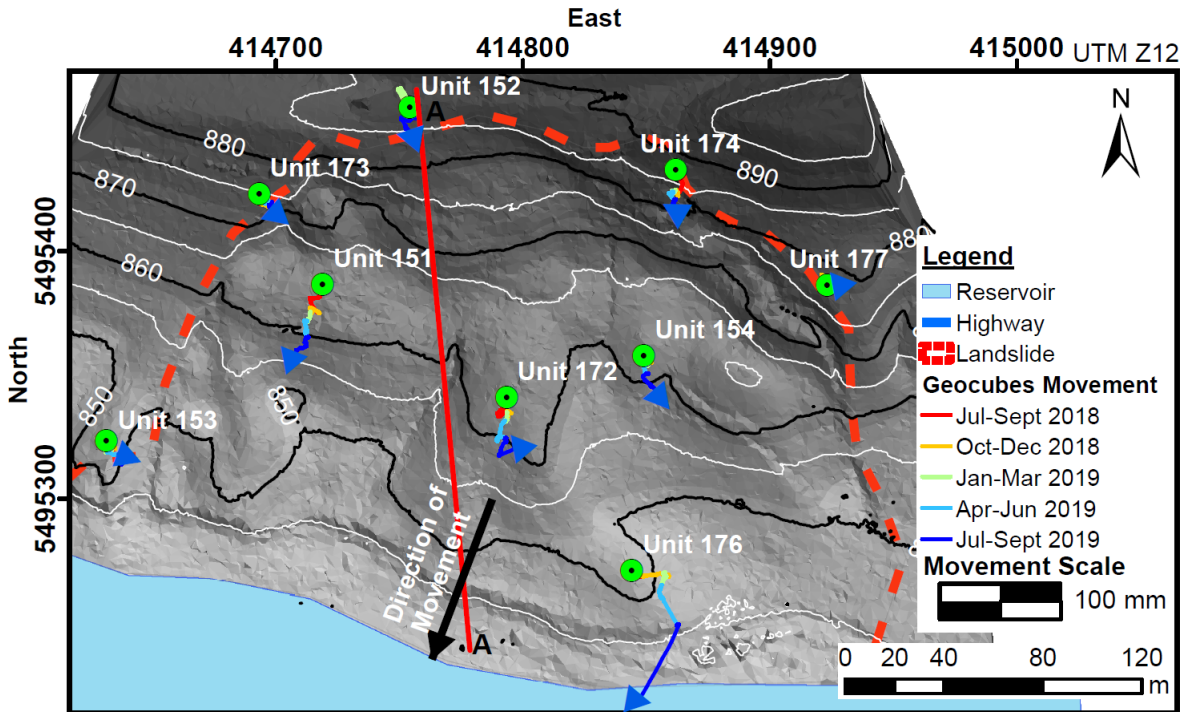 East
414700 414800 414900 415000 UTM Z12
Unit 152
A
N
880
Unit 174
Unit 173
890
870
5495400
880
Unit 177
Unit 151
860
Legend
Reservoir
Highway
Landslide
Unit 154
North
Unit 172
850
850
Unit 153
Geocubes Movement
Jul-Sept 2018
Oct-Dec 2018
Jan-Mar 2019
Apr-Jun 2019
Jul-Sept 2019
5495300
Direction of
Movement
Unit 176
Movement Scale
100 mm
A
0 20 40 80 120
m